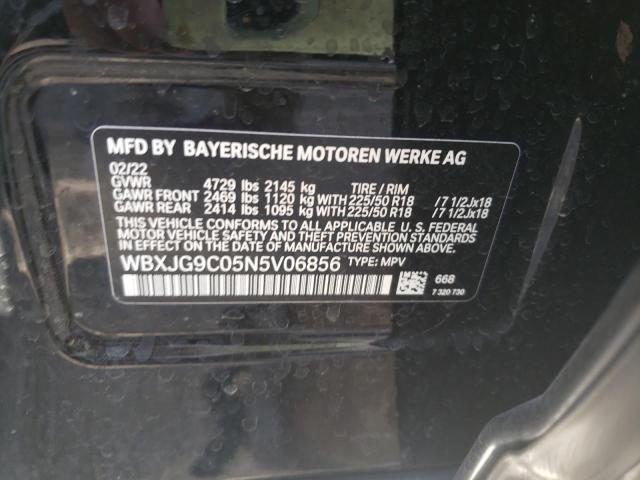 MFD BY BAYERISCHE MOTOREN WERKE AG
02/22
GVWR 4729 lbs 2145 kg TIRE / RIM
GAWR FRONT 2469 lbs 1120 kg WITH 225/50 R18 /7 1/2Jx18
GAWR REAR 2414 lbs 1095 kg WITH 225/50 R18 /7 1/2Jx18
THIS VEHICLE CONFORMS TO ALL APPLICABLE U. S. FEDERAL
MOTOR VEHICLE SAFETY, BUMPER, AND THEFT PREVENTION STANDARDS
IN EFFECT ON THE DATE OF MANUFACTURE SHOWN ABOVE.
WBXJG9C05N5V06856 TYPE: MPV
668
7 320 730